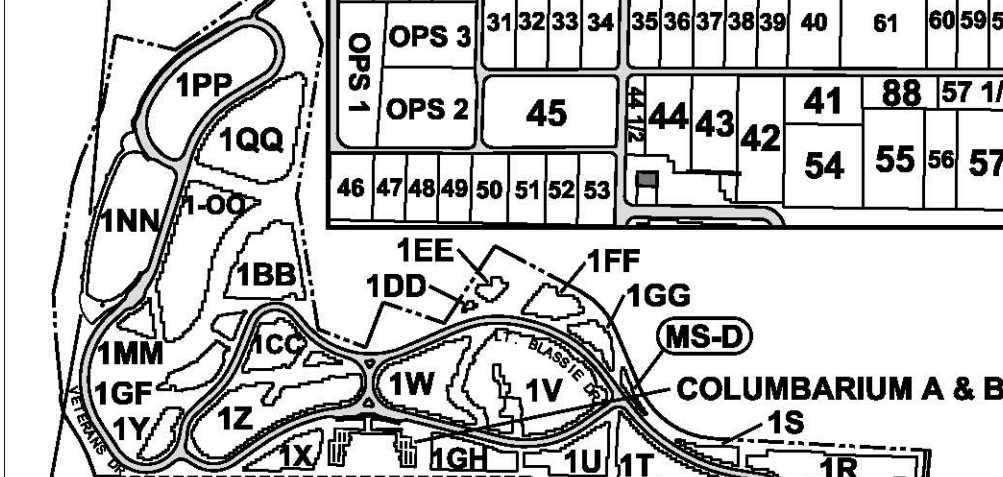 31 32 33 34 35 36 37 38 39 40 61 60 59
OPS 1
OPS 3
OPS 2
45
44 1/2
44 43 42 41 88 57 1/
54 55 56 57
46 47 48 49 50 51 52 53
1PP
1QQ
1-OO
1NN
1BB
1EE
1FF
1DD
1GG
MS-D
1MM
1CC
LT. BLASSIE DR
1GF
1W
1V
COLUMBARIUM A & B
1Y
1Z
1S
VETERANS DR
1X
1GH
1U
1T
1R